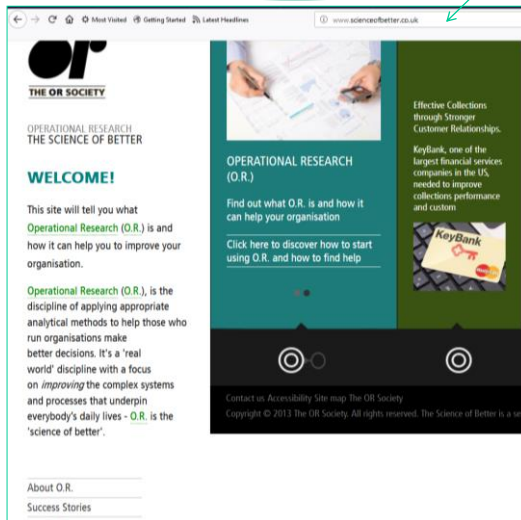 Most Visited Getting Started Latest Headlines www.scienceofbetter.co.uk
or
THE OR SOCIETY
OPERATIONAL RESEARCH
THE SCIENCE OF BETTER
WELCOME!
This site will tell you what
Operational Research (O.R.) is and
how it can help you to improve your
organisation.
Operational Research (O.R.), is the
discipline of applying appropriate
analytical methods to help those who
run organisations make
better decisions. It's a 'real
world' discipline with a focus
on improving the complex systems
and processes that underpin
everybody's daily lives - O.R. is the
'science of better'.
About O.R.
Success Stories
OPERATIONAL RESEARCH
(O.R.)
Find out what O.R. is and how it
can help your organisation
Click here to discover how to start
using O.R. and how to find help
Effective Collections
through Stronger
Customer Relationships.
KeyBank, one of the
largest financial services
companies in the US,
needed to improve
collections performance
and custom
KeyBank
Contact us Accessibility Site map The OR Society
Copyright © 2013 The OR Society. All rights reserved. The Science of Better is a se